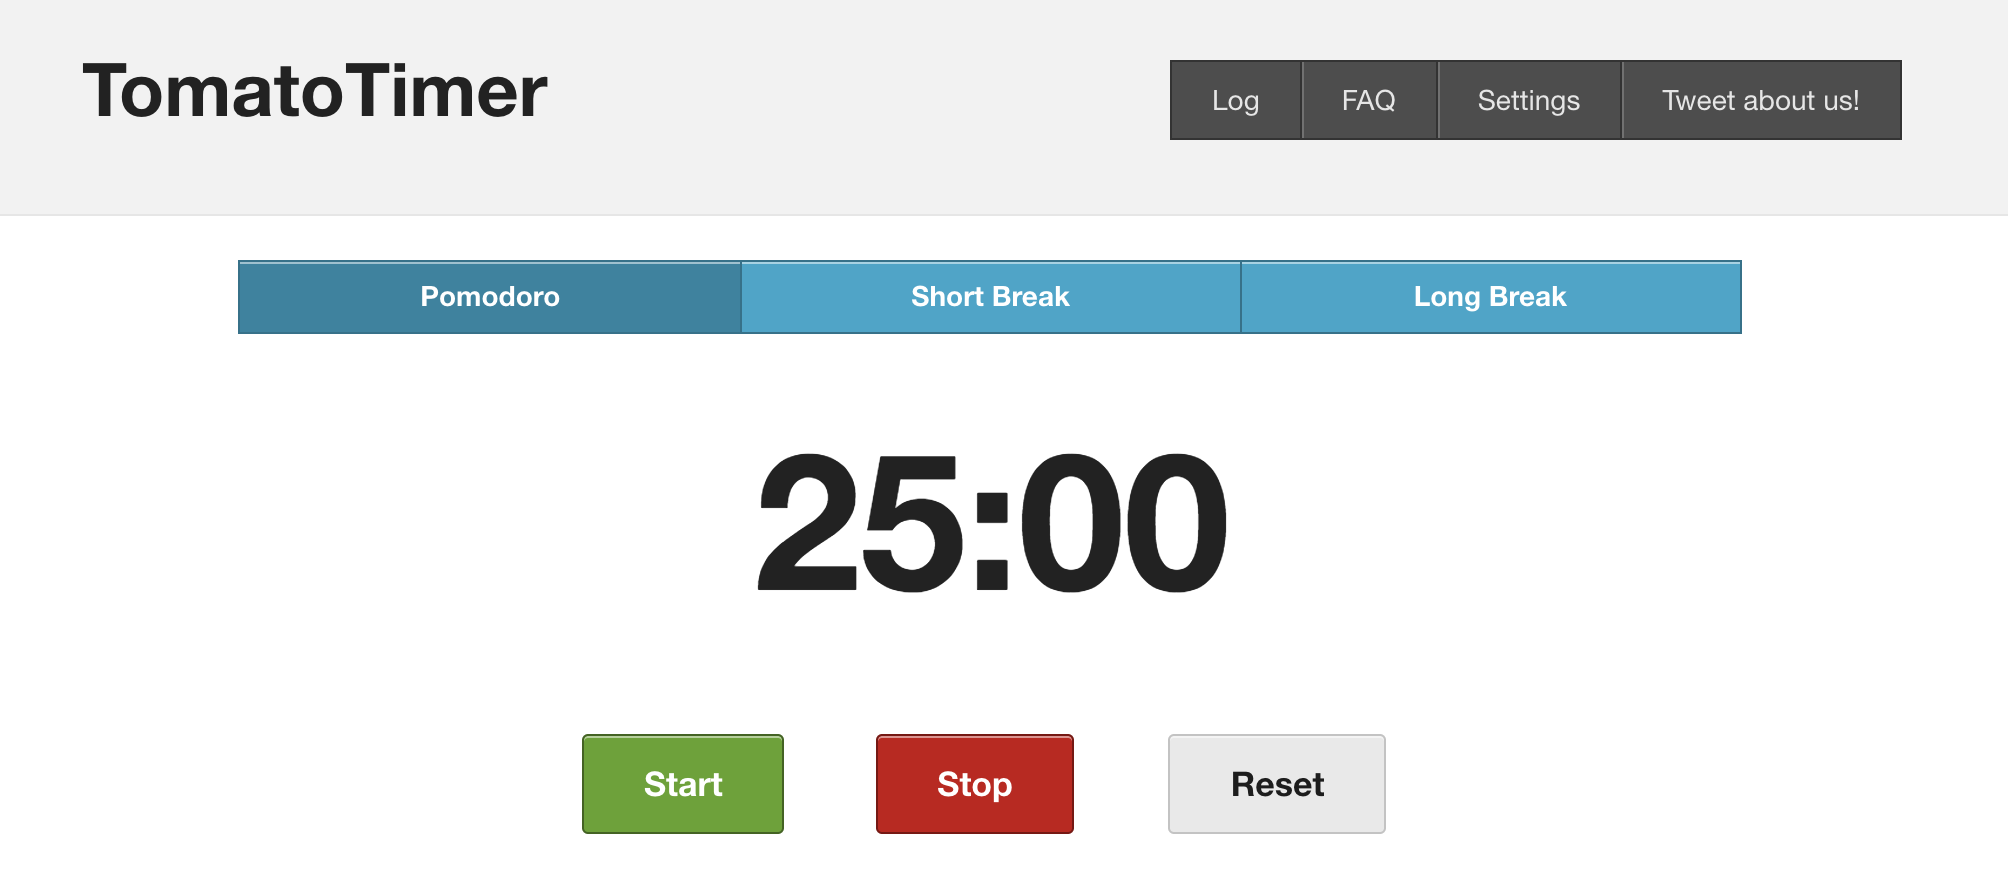 TomatoTimer
Log FAQ Settings Tweet about us!
Pomodoro Short Break Long Break
25:00
Start Stop Reset